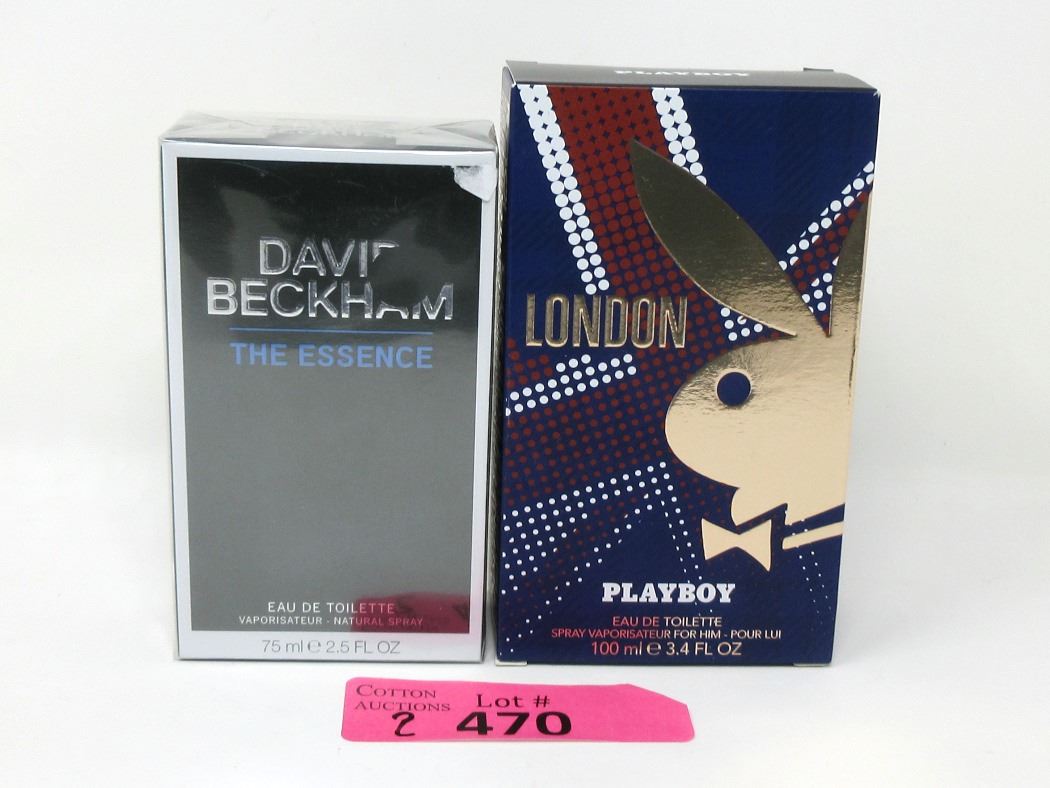 DAVID
BECKHAM
THE ESSENCE
EAU DE TOILETTE
VAPORISATEUR - NATURAL SPRAY
75 ml e 2.5 FL OZ
PLAYBOY
LONDON
PLAYBOY
EAU DE TOILETTE
SPRAY VAPORISATEUR FOR HIM - POUR LUI
100 ml e 3.4 FL OZ
COTTON
AUCTIONS
Lot #
2 470